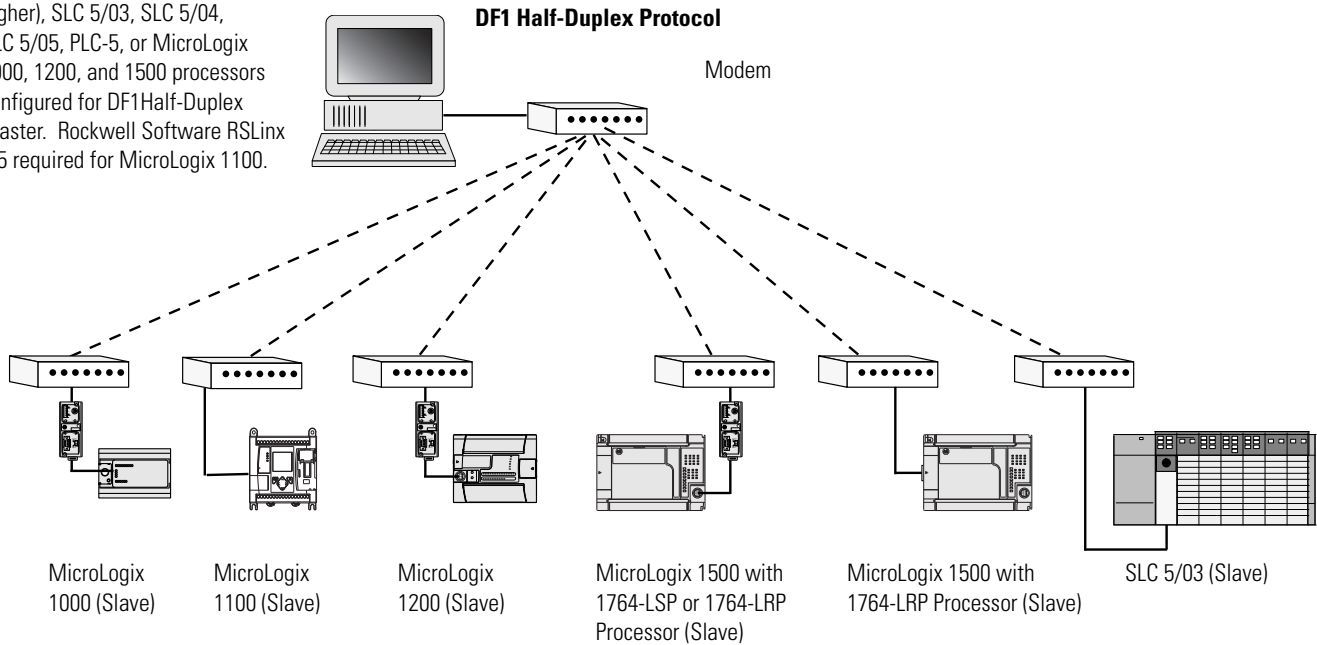 gher), SLC 5/03, SLC 5/04,
LC 5/05, PLC-5, or MicroLogix
000, 1200, and 1500 processors
onfigured for DF1Half-Duplex
aster. Rockwell Software RSLinx
5 required for MicroLogix 1100.
DF1 Half-Duplex Protocol
Modem
MicroLogix
1000 (Slave)
MicroLogix
1100 (Slave)
MicroLogix
1200 (Slave)
MicroLogix 1500 with
1764-LSP or 1764-LRP
Processor (Slave)
MicroLogix 1500 with
1764-LRP Processor (Slave)
SLC 5/03 (Slave)